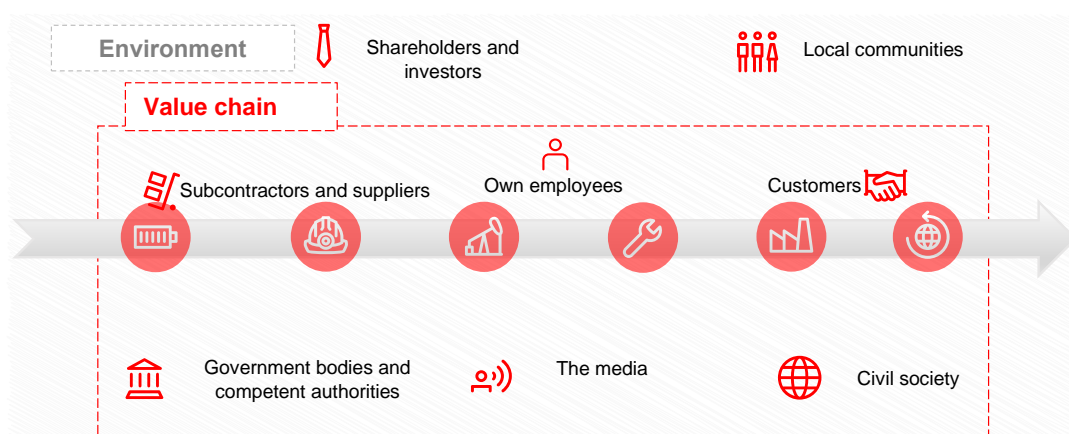 Environment
Shareholders and
investors
Local communities
Value chain
Subcontractors and suppliers
Own employees
Customers
Government bodies and
competent authorities
The media
Civil society